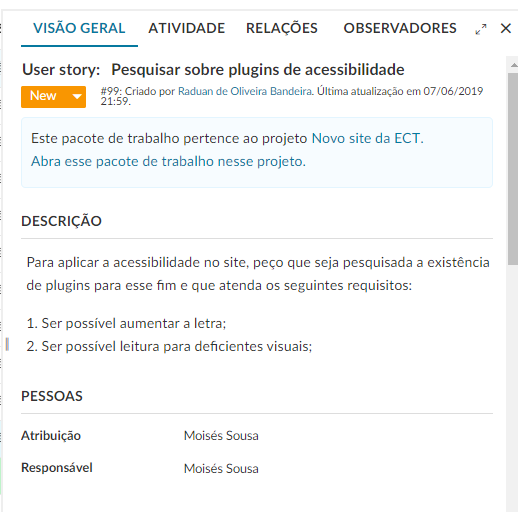 VISÃO GERAL ATIVIDADE RELAÇÕES OBSERVADORES
User story: Pesquisar sobre plugins de acessibilidade
New
#99: Criado por Raduan de Oliveira Bandeira. Última atualização em 07/06/2019
21:59.
Este pacote de trabalho pertence ao projeto Novo site da ECT.
Abra esse pacote de trabalho nesse projeto.
DESCRIÇÃO
Para aplicar a acessibilidade no site, peço que seja pesquisada a existência
de plugins para esse fim e que atenda os seguintes requisitos:
1. Ser possível aumentar a letra;
2. Ser possível leitura para deficientes visuais;
PESSOAS
Atribuição Moisés Sousa
Responsável Moisés Sousa